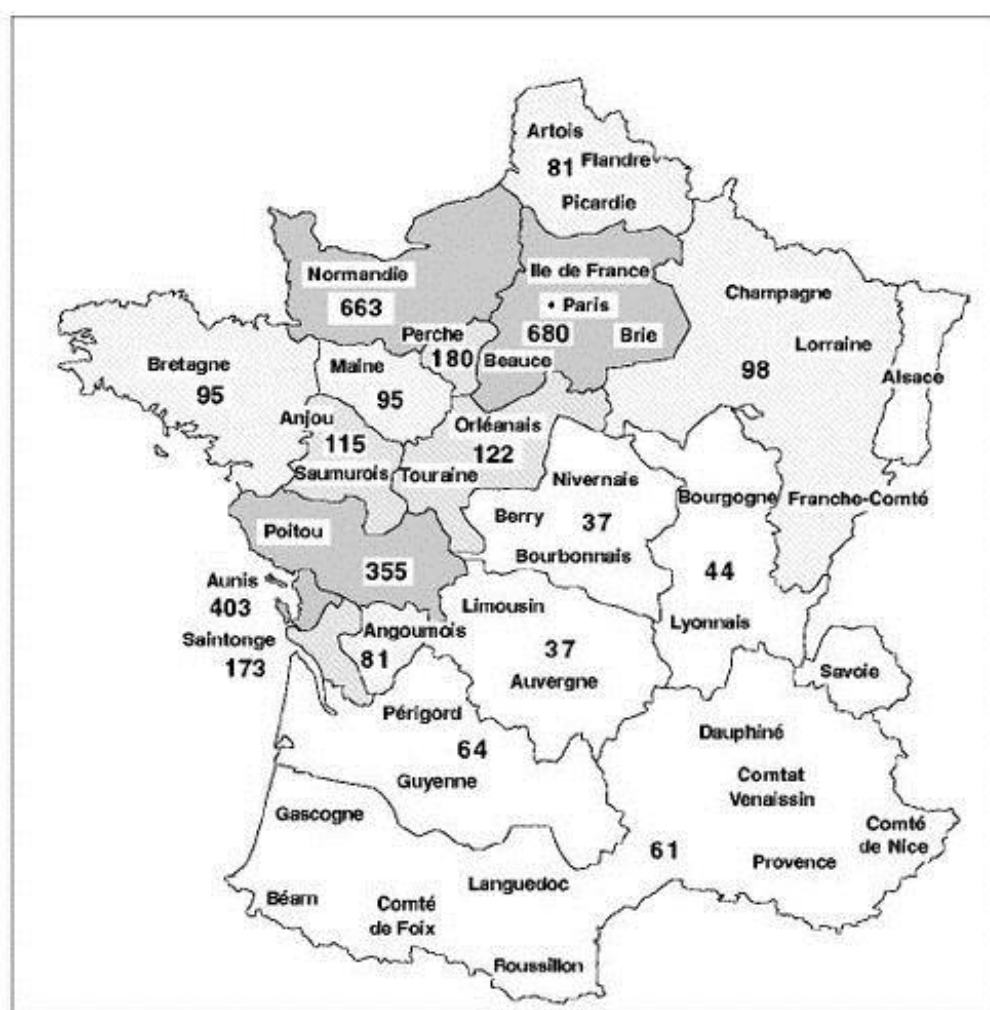 Artois
81 Flandre
Picardie
Normandie
663
Ile de France
• Paris
680
Brie
Beauce
Perche
180
Champagne
Lorraine
98
Alsace
Bretagne
95
Maine
95
Anjou
115
Saumurois
Orléanais
122
Touraine
Nivernais
Berry 37
Bourbonnais
Bourgogne
44
Lyonnais
Franche-Comté
Poitou
355
Aunis
403
Saintonge
173
Angoumois
81
Limousin
37
Auvergne
Savoie
Périgord
64
Guyenne
Dauphiné
Comtat
Venaissin
Comté
de Nice
61
Provence
Gascogne
Languedoc
Béarn
Comté
de Foix
Roussillon